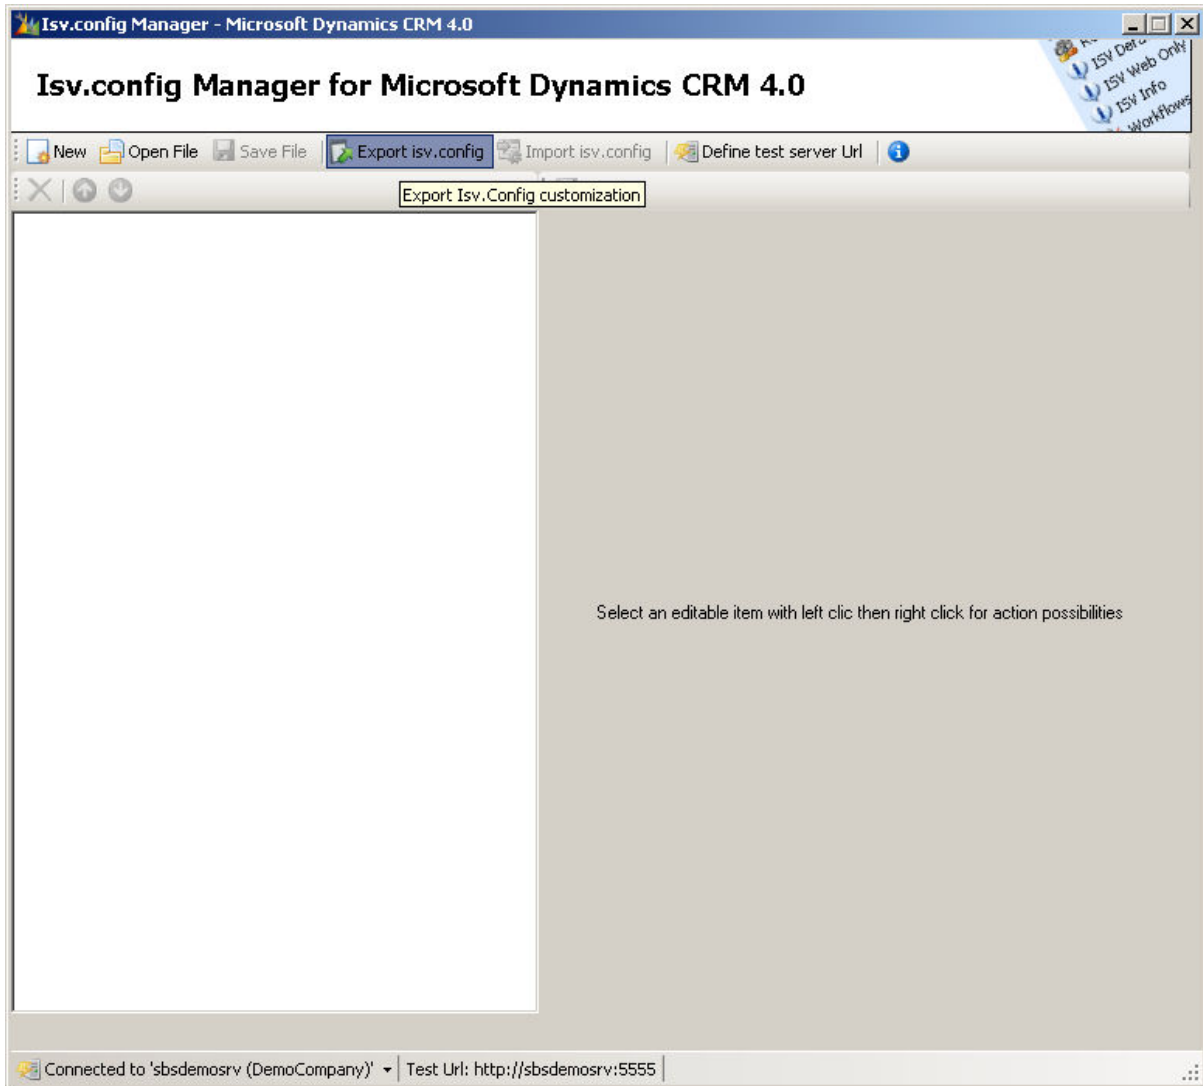 Isv.config Manager - Microsoft Dynamics CRM 4.0
Isv.config Manager for Microsoft Dynamics CRM 4.0
ISV Web Only
ISV Info
Workflows
New Open File Save File Export isv.config Import isv.config Define test server Url
Export Isv.Config customization
Select an editable item with left clic then right click for action possibilities
Connected to 'sbsdemosrv (DemoCompany)' Test Url: http://sbsdemosrv:5555